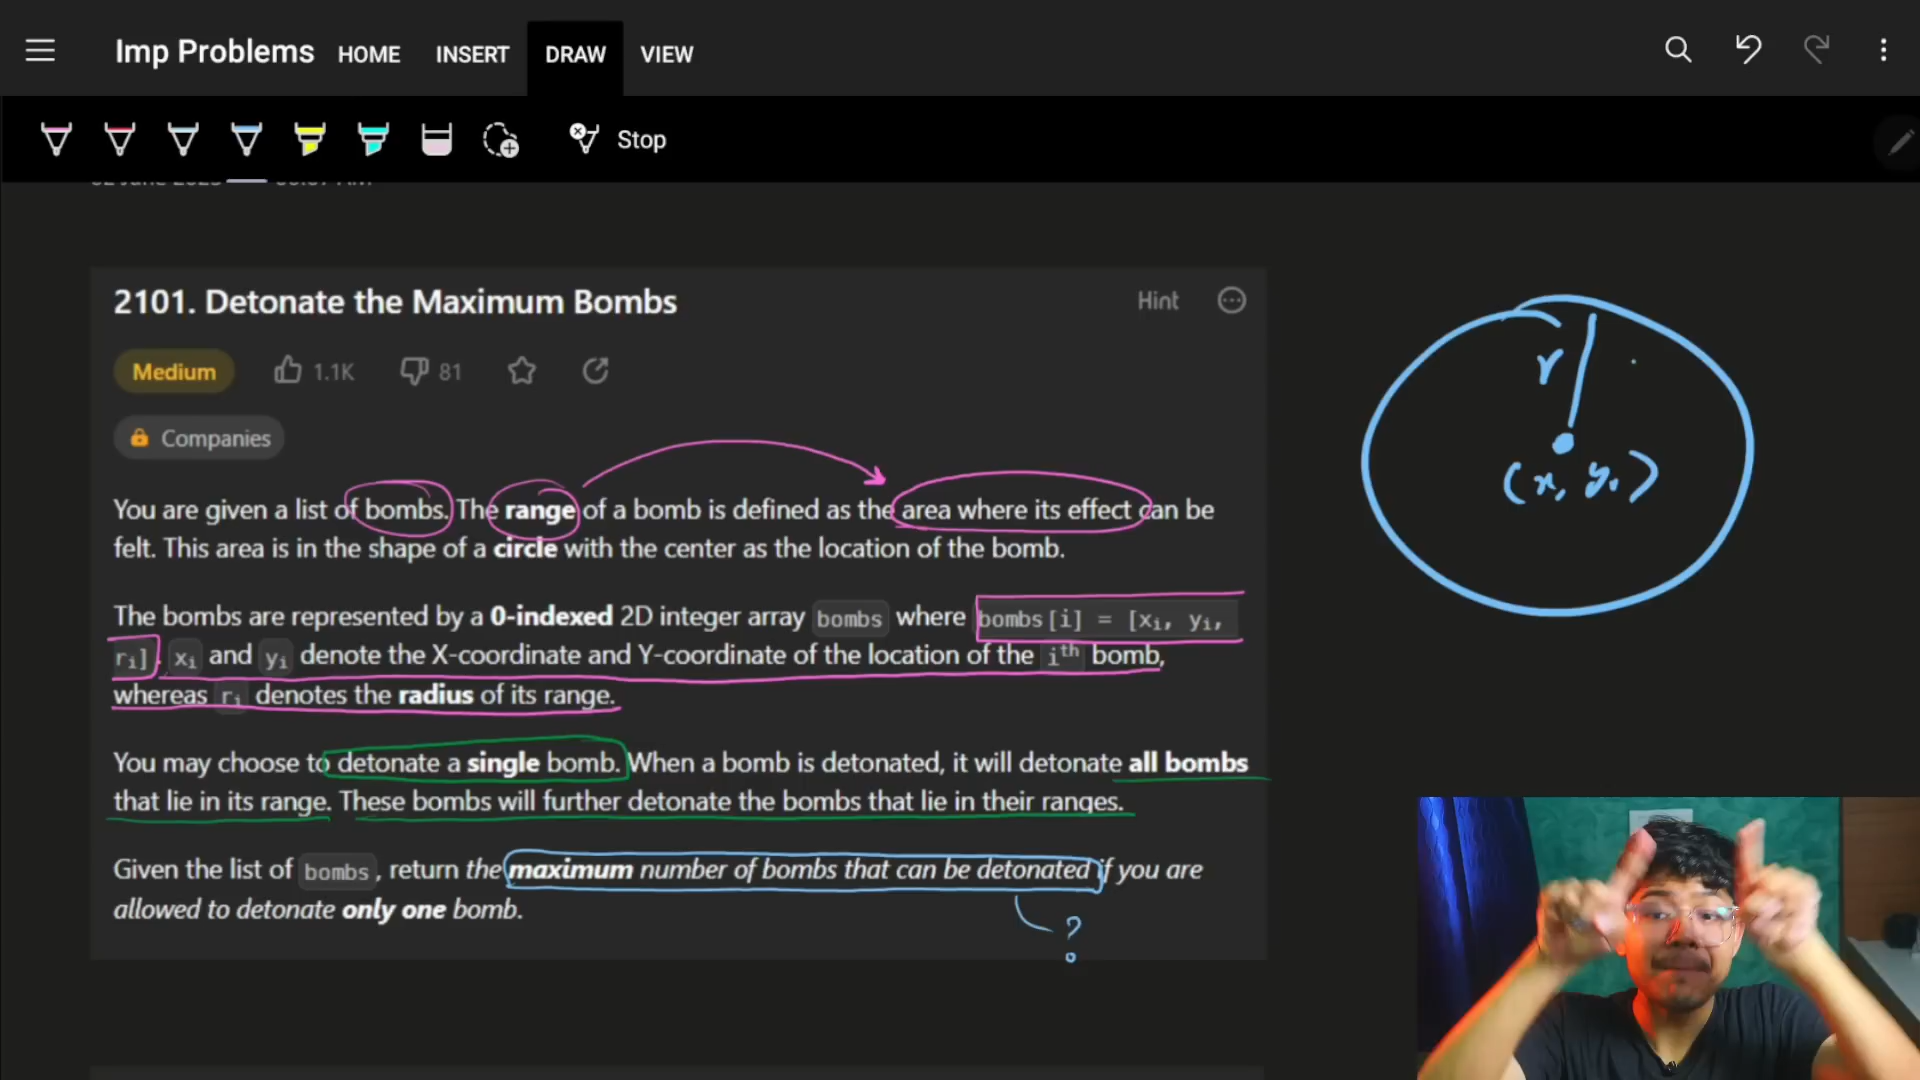 Imp Problems HOME INSERT DRAW VIEW
Stop
2101. Detonate the Maximum Bombs
Hint
Medium 1.1K 81
Companies
You are given a list of bombs. The range of a bomb is defined as the area where its effect can be
felt. This area is in the shape of a circle with the center as the location of the bomb.
The bombs are represented by a 0-indexed 2D integer array bombs where bombs[i] = [xi, yi,
ri]. xi and yi denote the X-coordinate and Y-coordinate of the location of the ith bomb,
whereas ri denotes the radius of its range.
You may choose to detonate a single bomb. When a bomb is detonated, it will detonate all bombs
that lie in its range. These bombs will further detonate the bombs that lie in their ranges.
Given the list of bombs, return the maximum number of bombs that can be detonated if you are
allowed to detonate only one bomb.
?
r
(x, y,)